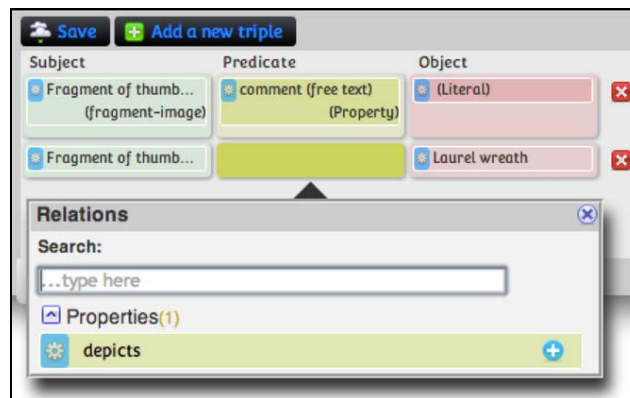 Save Add a new triple
Subject Predicate Object
Fragment of thumb... comment (free text) (Literal)
(fragment-image) (Property)
Fragment of thumb... Laurel wreath
Relations
Search:
...type here
Properties(1)
depicts